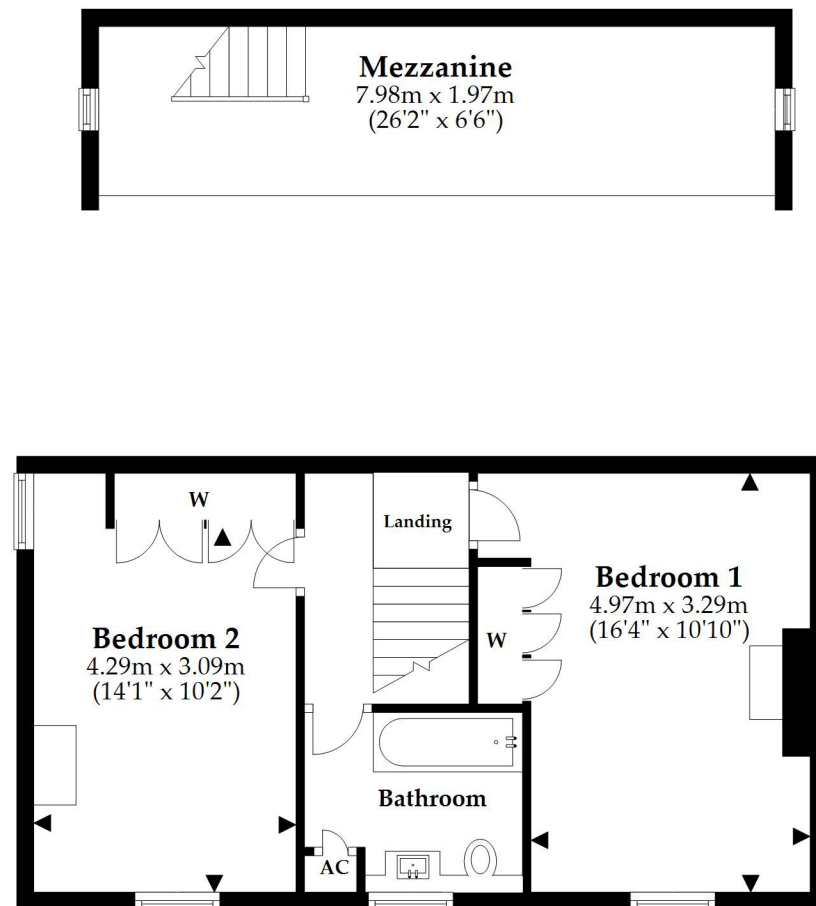 Mezzanine
7.98m x 1.97m
(26'2" x 6'6")
W
Landing
Bedroom 1
4.97m x 3.29m
(16'4" x 10'10")
W
Bedroom 2
4.29m x 3.09m
(14'1" x 10'2")
Bathroom
AC